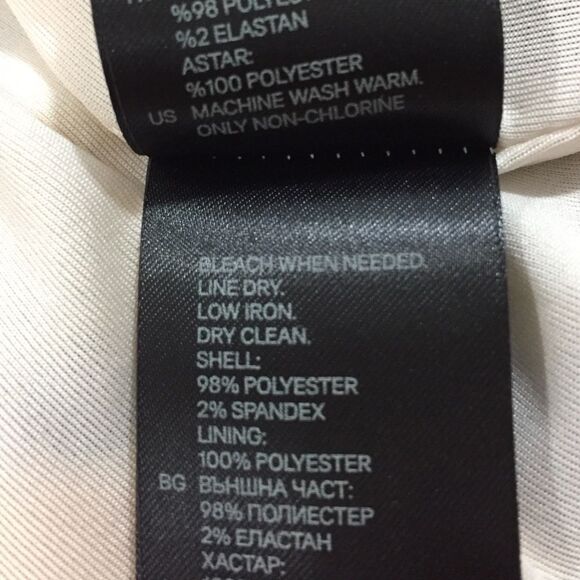 %98 POLYES
%2 ELASTAN
ASTAR:
%100 POLYESTER
US MACHINE WASH WARM.
ONLY NON-CHLORINE
BLEACH WHEN NEEDED.
LINE DRY.
LOW IRON.
DRY CLEAN.
SHELL:
98% POLYESTER
2% SPANDEX
LINING:
100% POLYESTER
BG ВЪНШНА ЧАСТ:
98% ПОЛИЕСТЕР
2% ЕЛАСТАН
ХАСТАР: